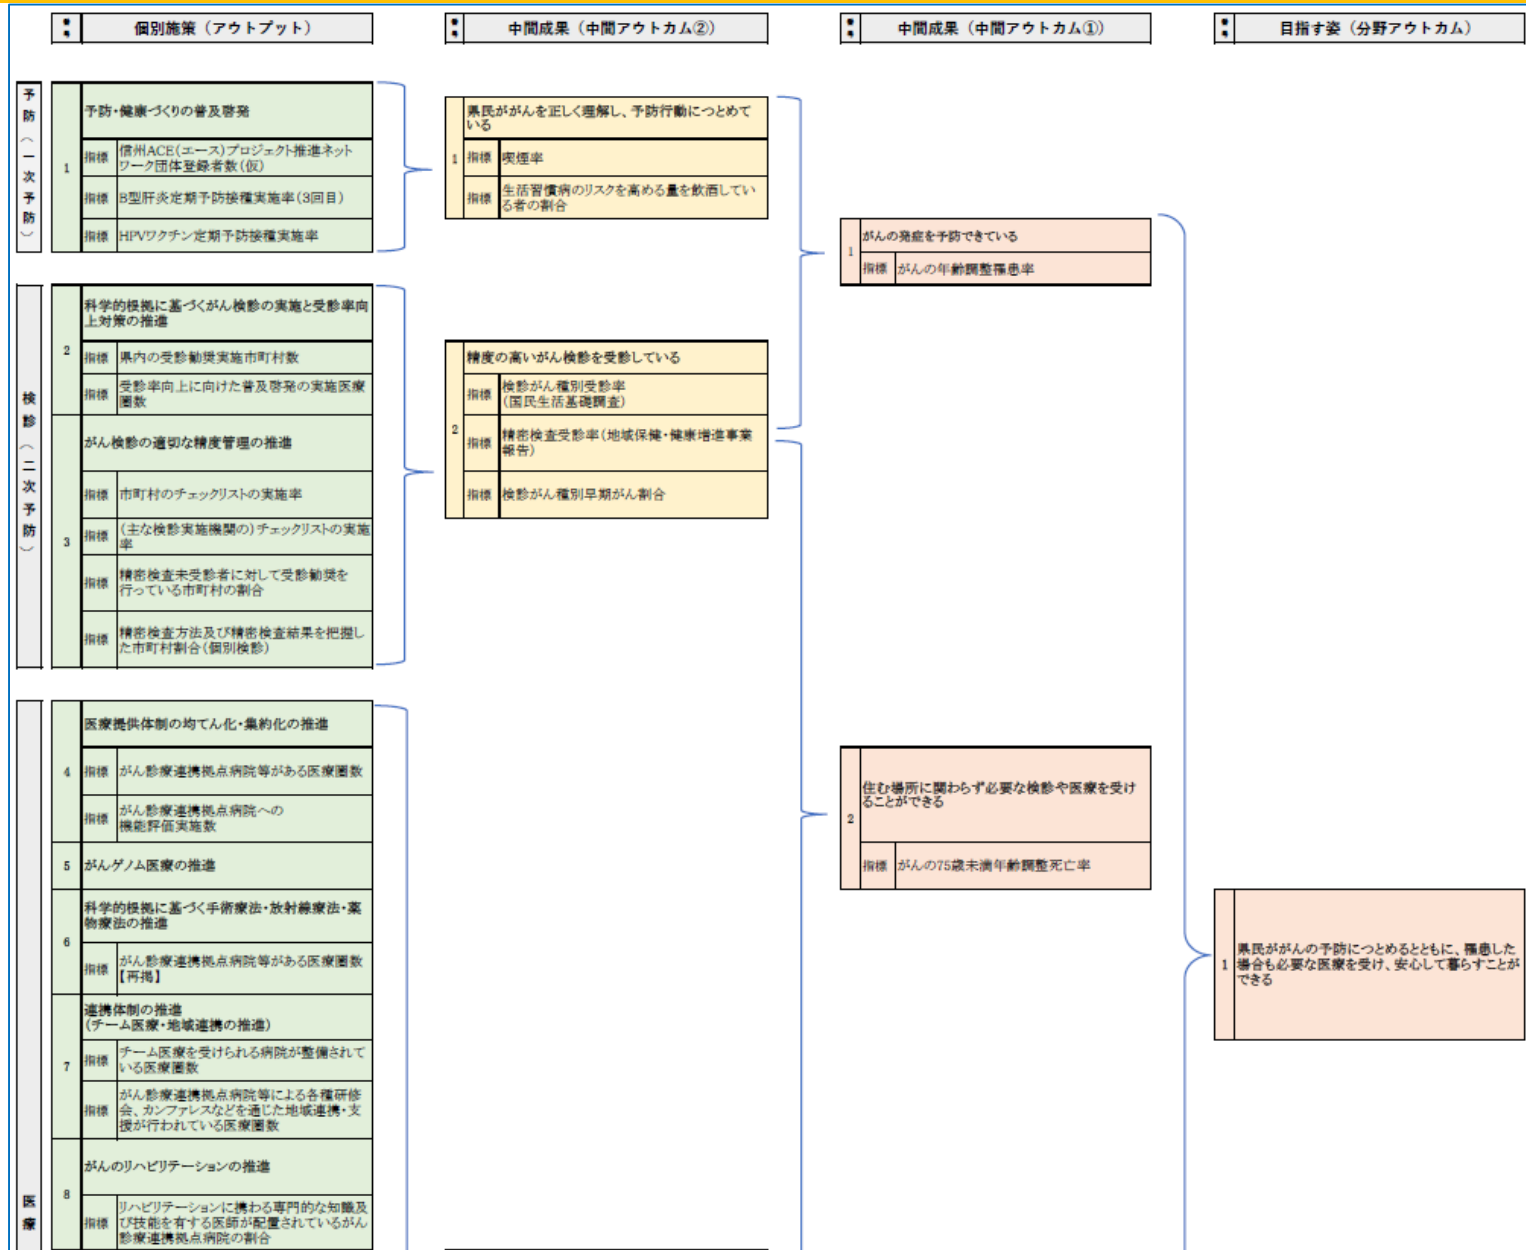 番号
個別施策（アウトプット）
番号
中間成果（中間アウトカム②）
番号
中間成果（中間アウトカム①）
番号
目指す姿（分野アウトカム）
予防（一次予防）
1
予防・健康づくりの普及啓発
指標
信州ACE(エース)プロジェクト推進ネット
ワーク団体登録者数(仮)
指標
B型肝炎定期予防接種実施率(3回目)
指標
HPVワクチン定期予防接種実施率
検診（二次予防）
2
科学的根拠に基づくがん検診の実施と受診率向
上対策の推進
指標
県内の受診勧奨実施市町村数
指標
受診率向上に向けた普及啓発の実施医療
圏数
3
がん検診の適切な精度管理の推進
指標
市町村のチェックリストの実施率
指標
(主な検診実施機関の)チェックリストの実施
率
指標
精密検査未受診者に対して受診勧奨を
行っている市町村の割合
指標
精密検査方法及び精密検査結果を把握し
た市町村割合(個別検診)
医療
4
医療提供体制の均てん化・集約化の推進
指標
がん診療連携拠点病院等がある医療圏数
指標
がん診療連携拠点病院への
機能評価実施数
5
がんゲノム医療の推進
6
科学的根拠に基づく手術療法・放射線療法・薬
物療法の推進
指標
がん診療連携拠点病院等がある医療圏数
【再掲】
7
連携体制の推進
(チーム医療・地域連携の推進)
指標
チーム医療を受けられる病院が整備されて
いる医療圏数
指標
がん診療連携拠点病院等による各種研修
会、カンファレスなどを通じた地域連携・支
援が行われている医療圏数
8
がんのリハビリテーションの推進
指標
リハビリテーションに携わる専門的な知識及
び技能を有する医師が配置されているがん
診療連携拠点病院の割合
1
県民ががんを正しく理解し、予防行動につとめて
いる
指標
喫煙率
指標
生活習慣病のリスクを高める量を飲酒してい
る者の割合
2
精度の高いがん検診を受診している
指標
検診がん種別受診率
(国民生活基礎調査)
指標
精密検査受診率(地域保健・健康増進事業
報告)
指標
検診がん種別早期がん割合
1
がんの発症を予防できている
指標
がんの年齢調整罹患率
2
住む場所に関わらず必要な検診や医療を受け
ることができる
指標
がんの75歳未満年齢調整死亡率
1
県民ががんの予防につとめるとともに、罹患した
場合も必要な医療を受け、安心して暮らすことが
できる